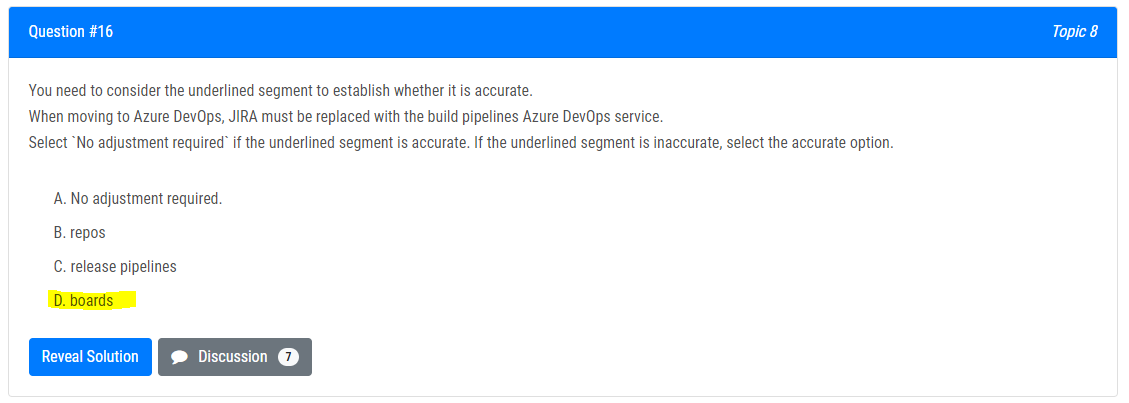 Question #16
Topic 8
You need to consider the underlined segment to establish whether it is accurate.
When moving to Azure DevOps, JIRA must be replaced with the build pipelines Azure DevOps service.
Select `No adjustment required` if the underlined segment is accurate. If the underlined segment is inaccurate, select the accurate option.
A. No adjustment required.
B. repos
C. release pipelines
D. boards
Reveal Solution
Discussion 7